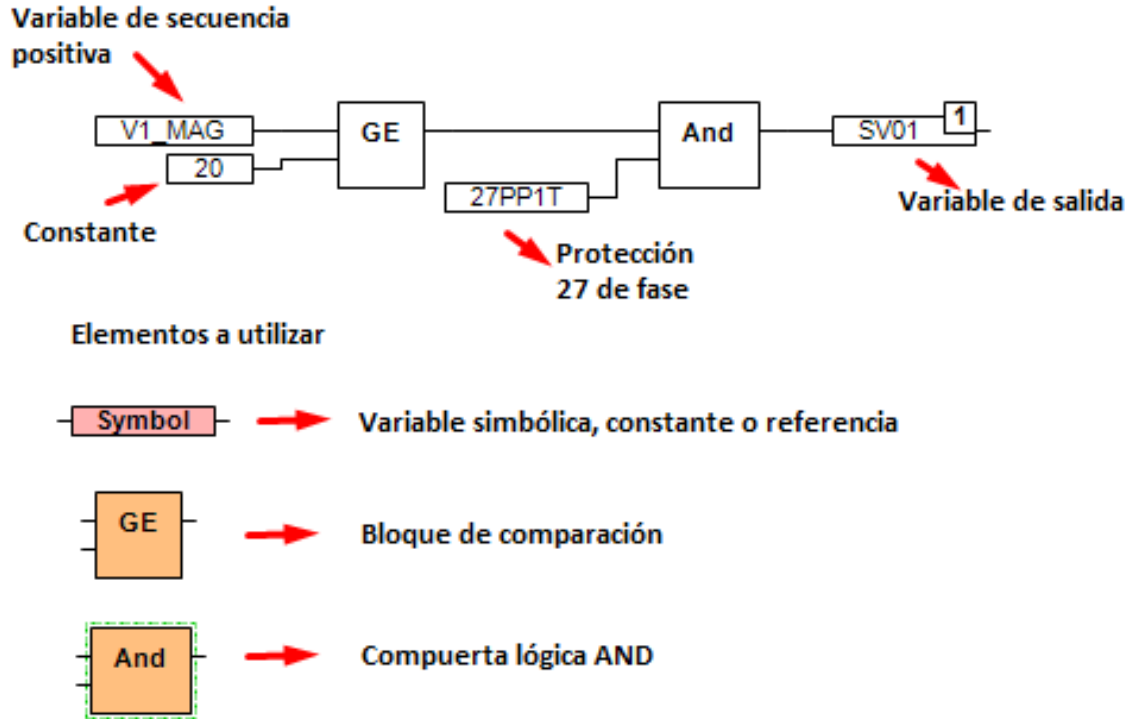 Variable de secuencia
positiva
V1_MAG
20
GE
And
SV01
1
27PP1T
Constante
Variable de salida
Protección
27 de fase
Elementos a utilizar
Symbol
Variable simbólica, constante o referencia
GE
Bloque de comparación
And
Compuerta lógica AND